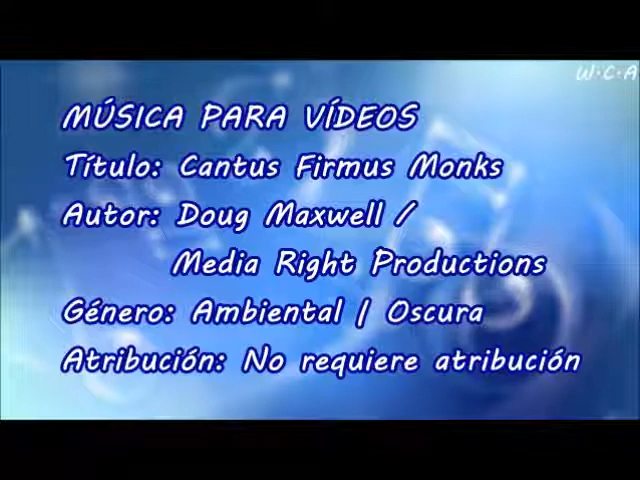 W.C.A
MÚSICA PARA VÍDEOS
Título: Cantus Firmus Monks
Autor: Doug Maxwell /
Media Right Productions
Género: Ambiental | Oscura
Atribución: No requiere atribución